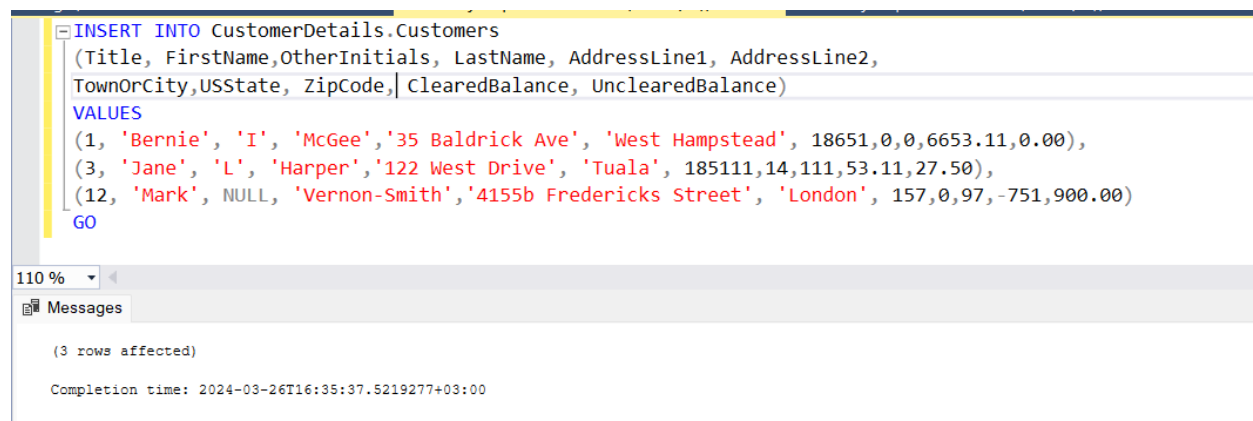 INSERT INTO CustomerDetails.Customers
(Title, FirstName,OtherInitials, LastName, AddressLine1, AddressLine2,
TownOrCity,USState, ZipCode, ClearedBalance, UnclearedBalance)
VALUES
(1, 'Bernie', 'I', 'McGee','35 Baldrick Ave', 'West Hampstead', 18651,0,0,6653.11,0.00),
(3, 'Jane', 'L', 'Harper','122 West Drive', 'Tuala', 185111,14,111,53.11,27.50),
(12, 'Mark', NULL, 'Vernon-Smith','4155b Fredericks Street', 'London', 157,0,97,-751,900.00)
GO
110 %
Messages
(3 rows affected)
Completion time: 2024-03-26T16:35:37.5219277+03:00